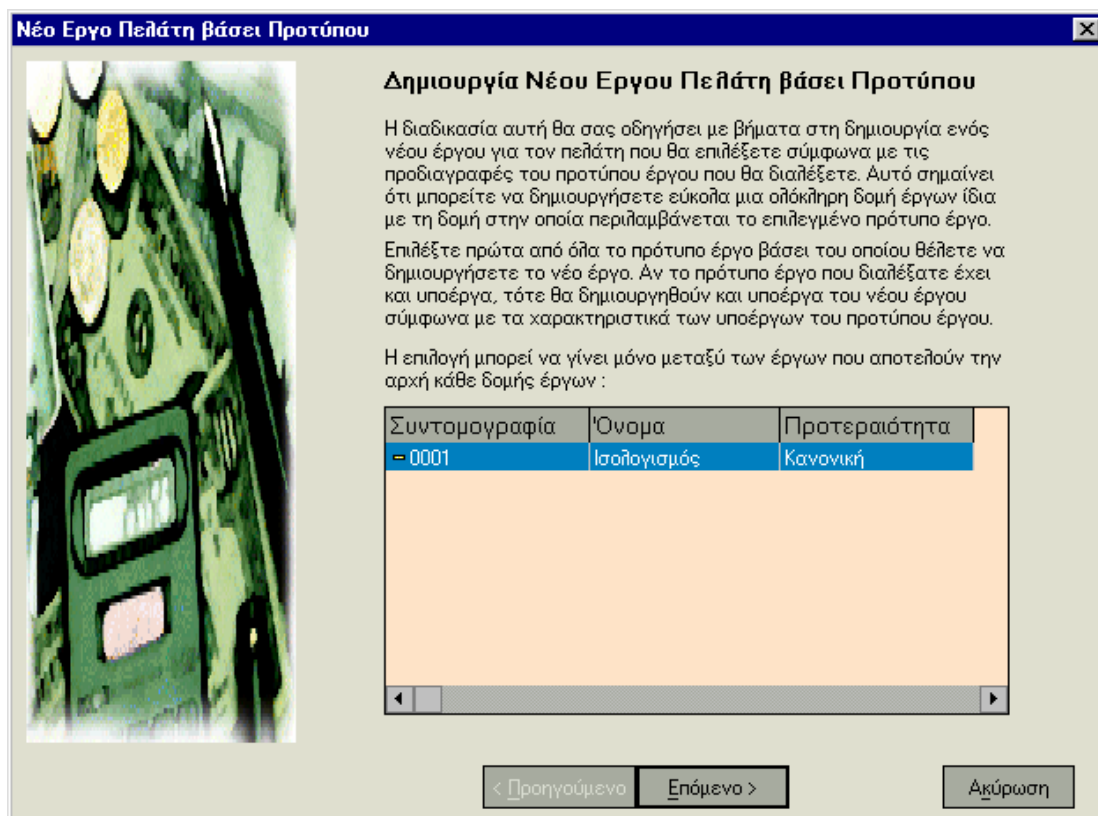 Νέο Εργο Πελάτη βάσει Προτύπου
Δημιουργία Νέου Εργου Πελάτη βάσει Προτύπου
Η διαδικασία αυτή θα σας οδηγήσει με βήματα στη δημιουργία ενός
νέου έργου για τον πελάτη που θα επιλέξετε σύμφωνα με τις
προδιαγραφές του προτύπου έργου που θα διαλέξετε. Αυτό σημαίνει
ότι μπορείτε να δημιουργήσετε εύκολα μια ολόκληρη δομή έργων ίδια
με τη δομή στην οποία περιλαμβάνεται το επιλεγμένο πρότυπο έργο.
Επιλέξτε πρώτα από όλα το πρότυπο έργο βάσει του οποίου θέλετε να
δημιουργήσετε το νέο έργο. Αν το πρότυπο έργο που διαλέξατε έχει
και υποέργα, τότε θα δημιουργηθούν και υποέργα του νέου έργου
σύμφωνα με τα χαρακτηριστικά των υποέργων του προτύπου έργου.
Η επιλογή μπορεί να γίνει μόνο μεταξύ των έργων που αποτελούν την
αρχή κάθε δομής έργων :
Συντομογραφία Όνομα Προτεραιότητα
0001 Ισολογισμός Κανονική
< Προηγούμενο Επόμενο > Ακύρωση